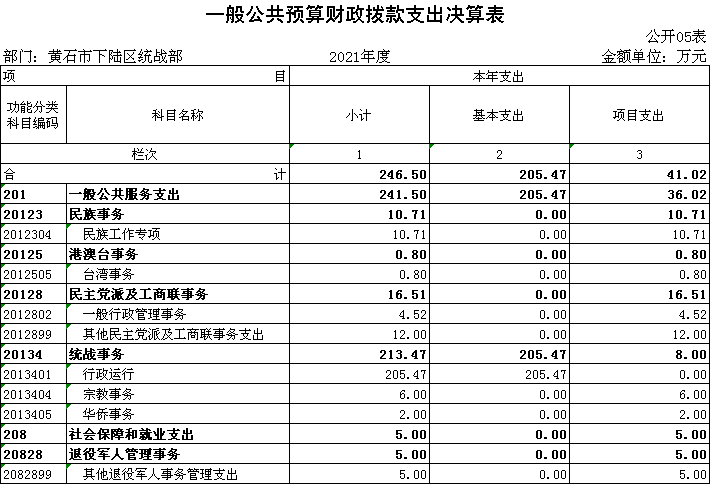 一般公共预算财政拨款支出决算表
公开05表
部门：黄石市下陆区统战部 2021年度 金额单位：万元
项 目 本年支出
功能分类科目编码 科目名称 小计 基本支出 项目支出
栏次 1 2 3
合 计 246.50 205.47 41.02
201 一般公共服务支出 241.50 205.47 36.02
20123 民族事务 10.71 0.00 10.71
2012304 民族工作专项 10.71 0.00 10.71
20125 港澳台事务 0.80 0.00 0.80
2012505 台湾事务 0.80 0.00 0.80
20128 民主党派及工商联事务 16.51 0.00 16.51
2012802 一般行政管理事务 4.52 0.00 4.52
2012899 其他民主党派及工商联事务支出 12.00 0.00 12.00
20134 统战事务 213.47 205.47 8.00
2013401 行政运行 205.47 205.47 0.00
2013404 宗教事务 6.00 0.00 6.00
2013405 华侨事务 2.00 0.00 2.00
208 社会保障和就业支出 5.00 0.00 5.00
20828 退役军人管理事务 5.00 0.00 5.00
2082899 其他退役军人事务管理支出 5.00 0.00 5.00